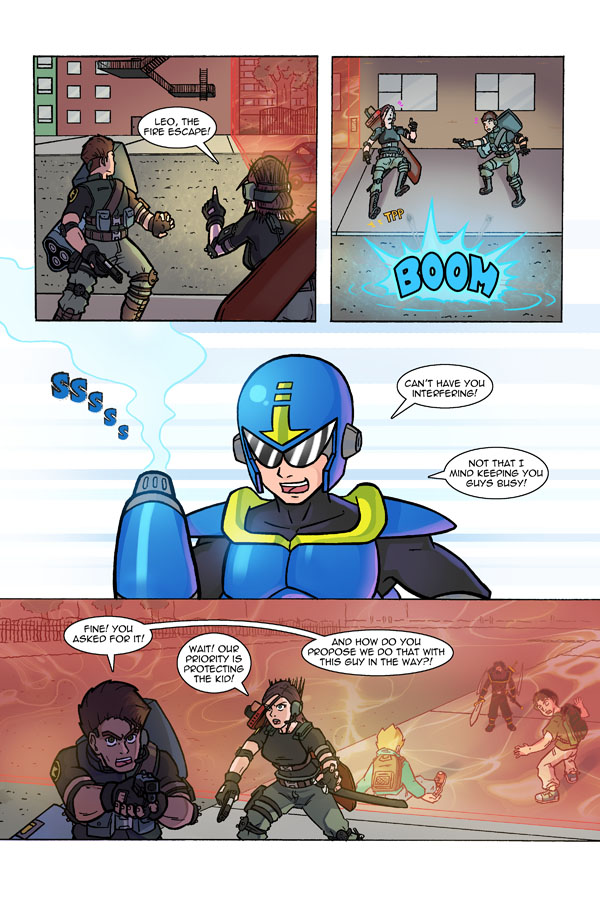 LEO, THE
FIRE ESCAPE!
TPP
BOOM
SSSSS
CAN'T HAVE YOU
INTERFERING!
NOT THAT I
MIND KEEPING YOU
GUYS BUSY!
FINE! YOU
ASKED FOR IT!
WAIT! OUR
PRIORITY IS
PROTECTING
THE KID!
AND HOW DO YOU
PROPOSE WE DO THAT WITH
THIS GUY IN THE WAY?!